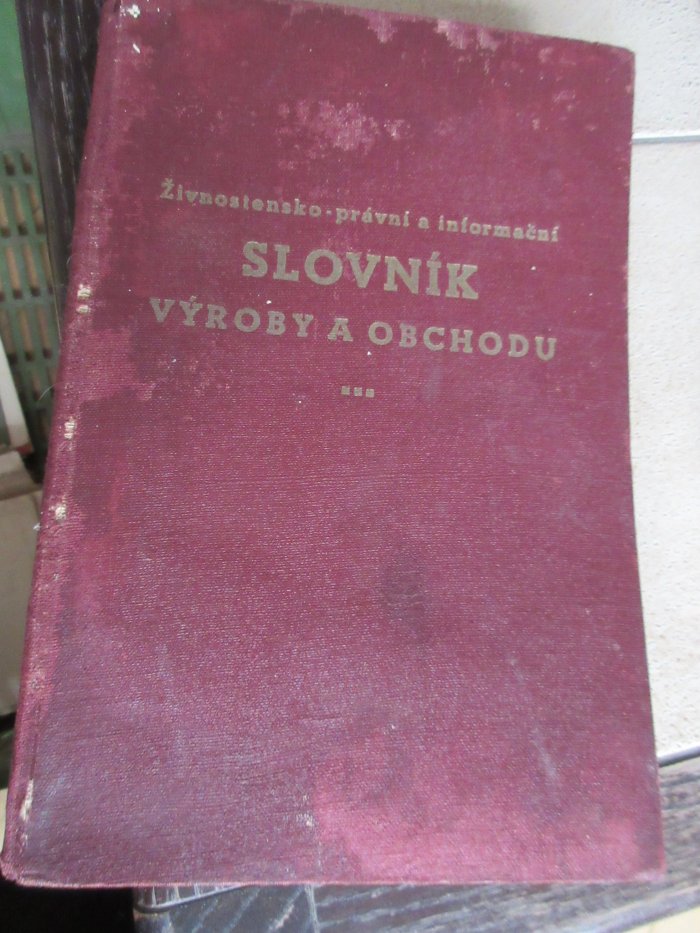 Živnostensko-právní a informační
SLOVNÍK
VÝROBY A OBCHODU